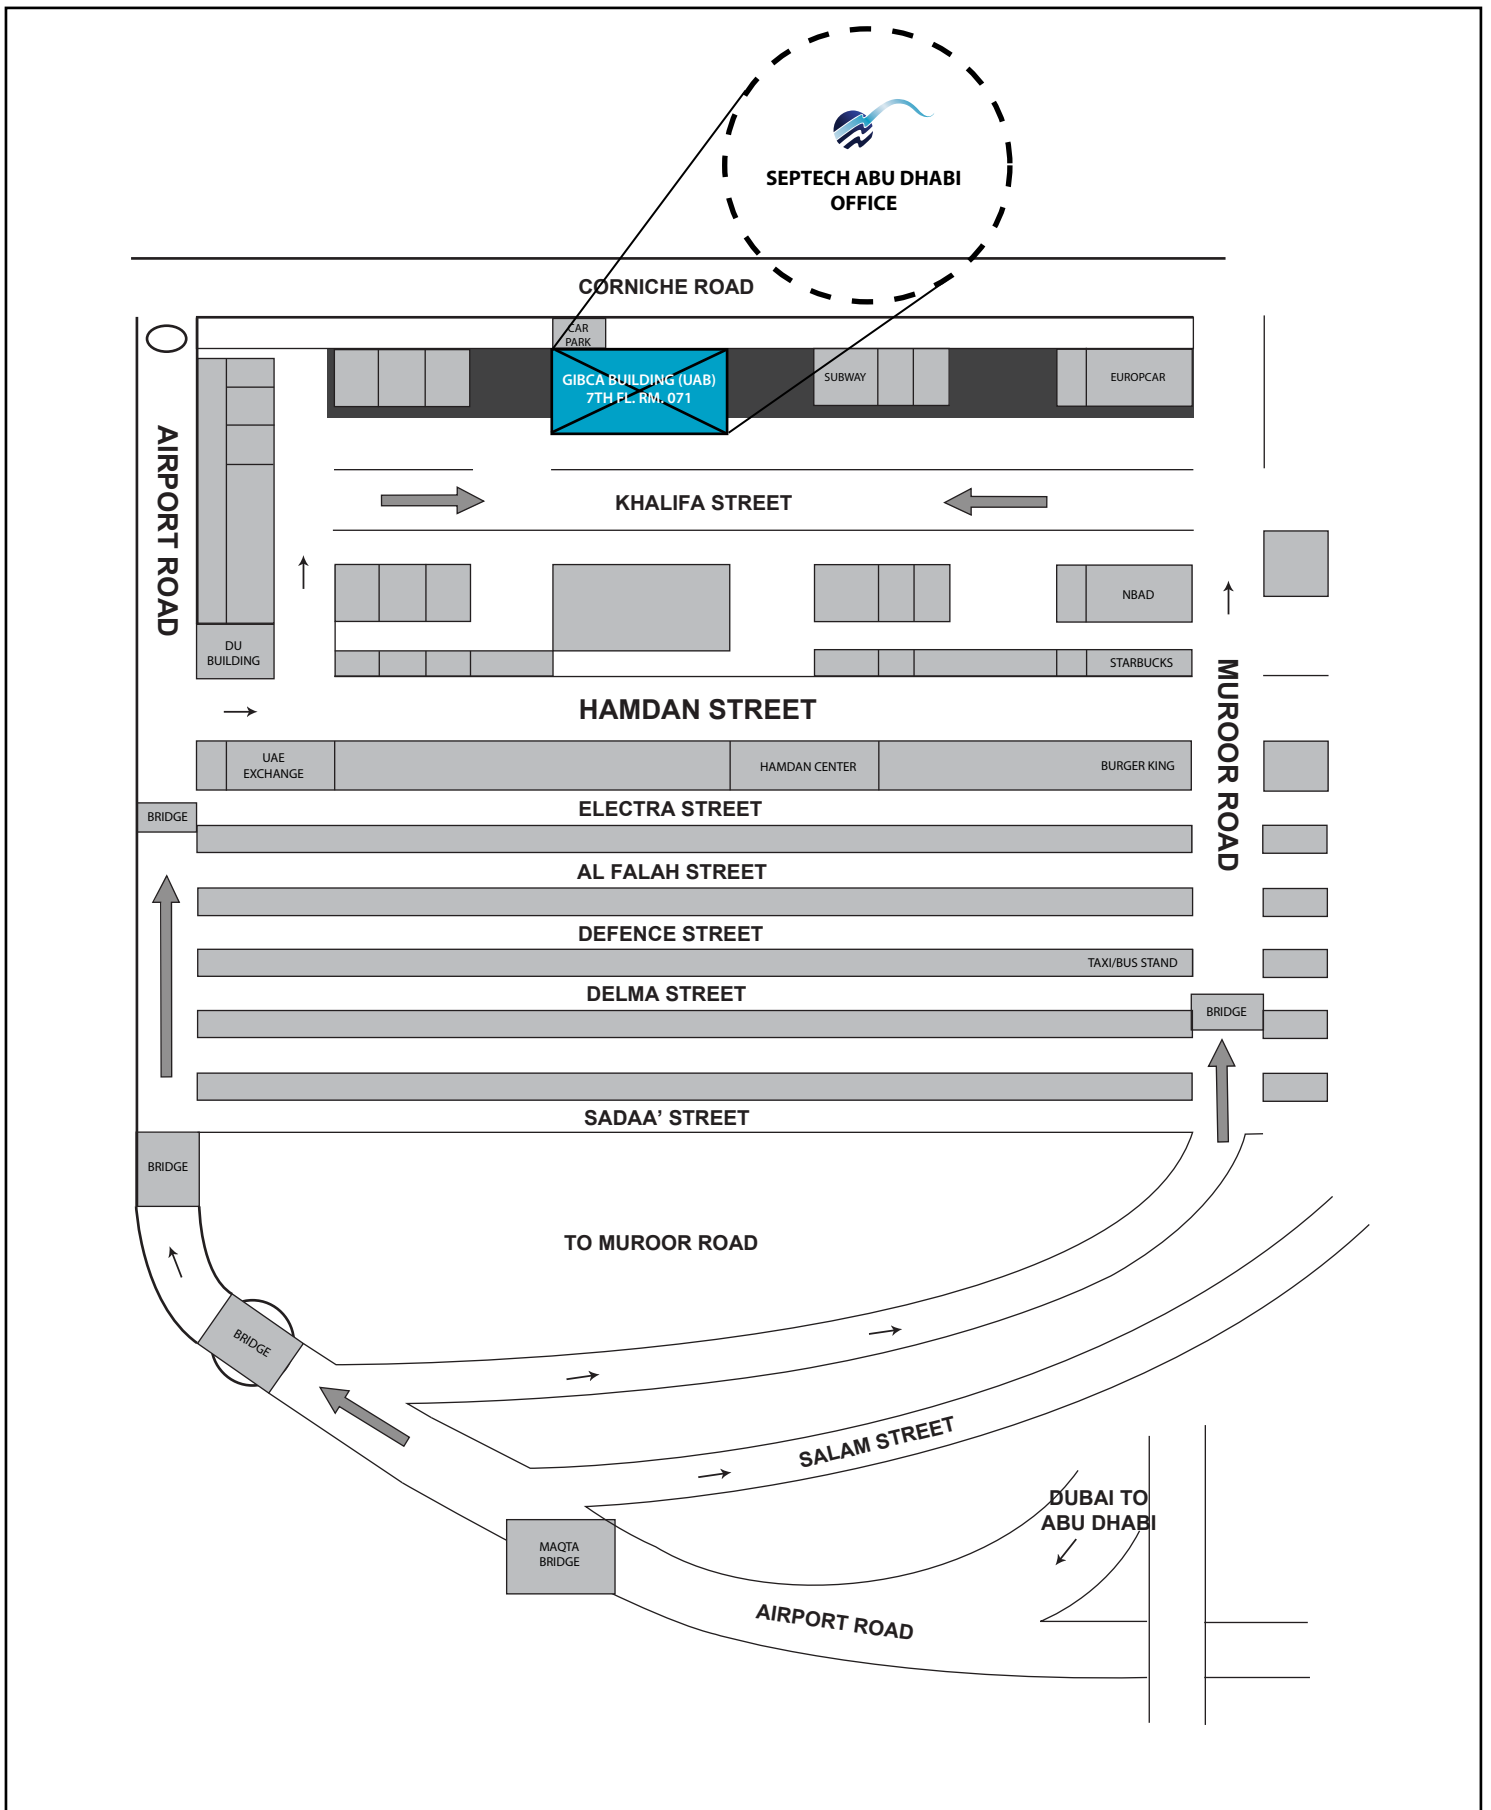 SEPTECH ABU DHABI
OFFICE
CORNICHE ROAD
CAR
PARK
GIBCA BUILDING (UAB)
7TH FL. RM. 071
SUBWAY
EUROPCAR
AIRPORT ROAD
KHALIFA STREET
DU
BUILDING
NBAD
STARBUCKS
MUROOR ROAD
HAMDAN STREET
UAE
EXCHANGE
HAMDAN CENTER
BURGER KING
BRIDGE
ELECTRA STREET
AL FALAH STREET
DEFENCE STREET
TAXI/BUS STAND
DELMA STREET
BRIDGE
SADAA' STREET
BRIDGE
TO MUROOR ROAD
BRIDGE
SALAM STREET
DUBAI TO
ABU DHABI
MAQTA
BRIDGE
AIRPORT ROAD